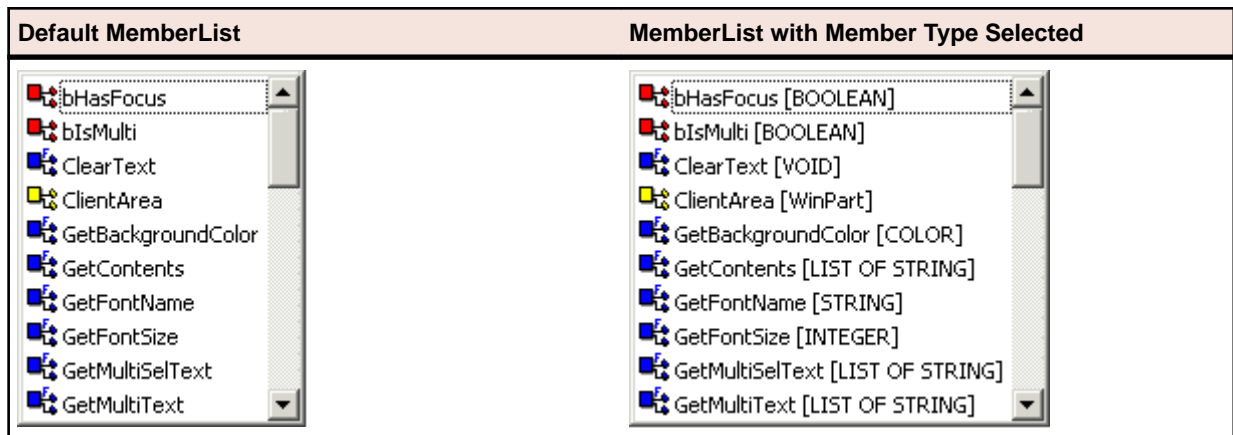 Default MemberList
MemberList with Member Type Selected
bHasFocus
bIsMulti
ClearText
ClientArea
GetBackgroundColor
GetContents
GetFontName
GetFontSize
GetMultiSelText
GetMultiText
bHasFocus [BOOLEAN]
bIsMulti [BOOLEAN]
ClearText [VOID]
ClientArea [WinPart]
GetBackgroundColor [COLOR]
GetContents [LIST OF STRING]
GetFontName [STRING]
GetFontSize [INTEGER]
GetMultiSelText [LIST OF STRING]
GetMultiText [LIST OF STRING]